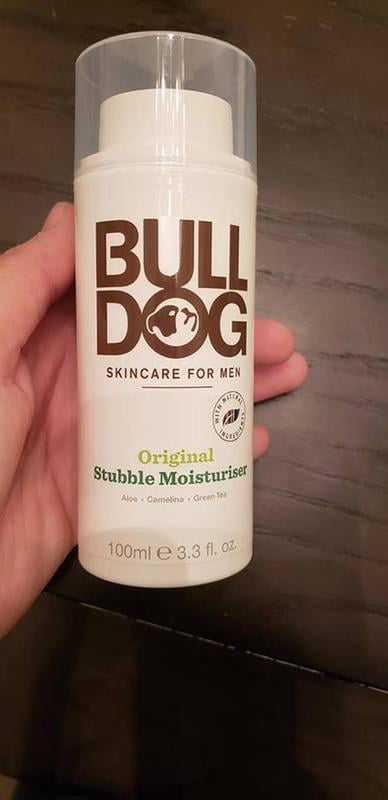 BULL
DOG
SKINCARE FOR MEN
WITH NATURAL INGREDIENTS
Original
Stubble Moisturiser
Aloe • Camelina • Green Tea
100ml ℮ 3.3 fl. oz.